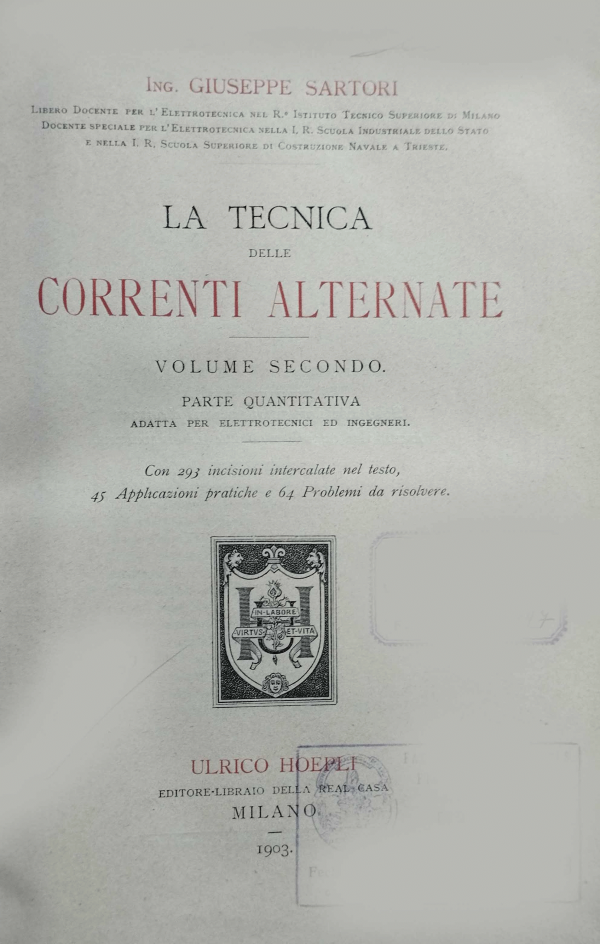 Ing. GIUSEPPE SARTORI
Libero Docente per l'Elettrotecnica nel R.º Istituto Tecnico Superiore di Milano
Docente speciale per l'Elettrotecnica nella I. R. Scuola Industriale dello Stato
e nella I. R. Scuola Superiore di Costruzione Navale a Trieste.
LA TECNICA
DELLE
CORRENTI ALTERNATE
VOLUME SECONDO.
PARTE QUANTITATIVA
ADATTA PER ELETTROTECNICI ED INGEGNERI.
Con 293 incisioni intercalate nel testo,
45 Applicazioni pratiche e 64 Problemi da risolvere.
IN·LABORE
VIRTVS·ET·VITA
H
ULRICO HOEPLI
EDITORE-LIBRAIO DELLA REAL CASA
MILANO
1903.